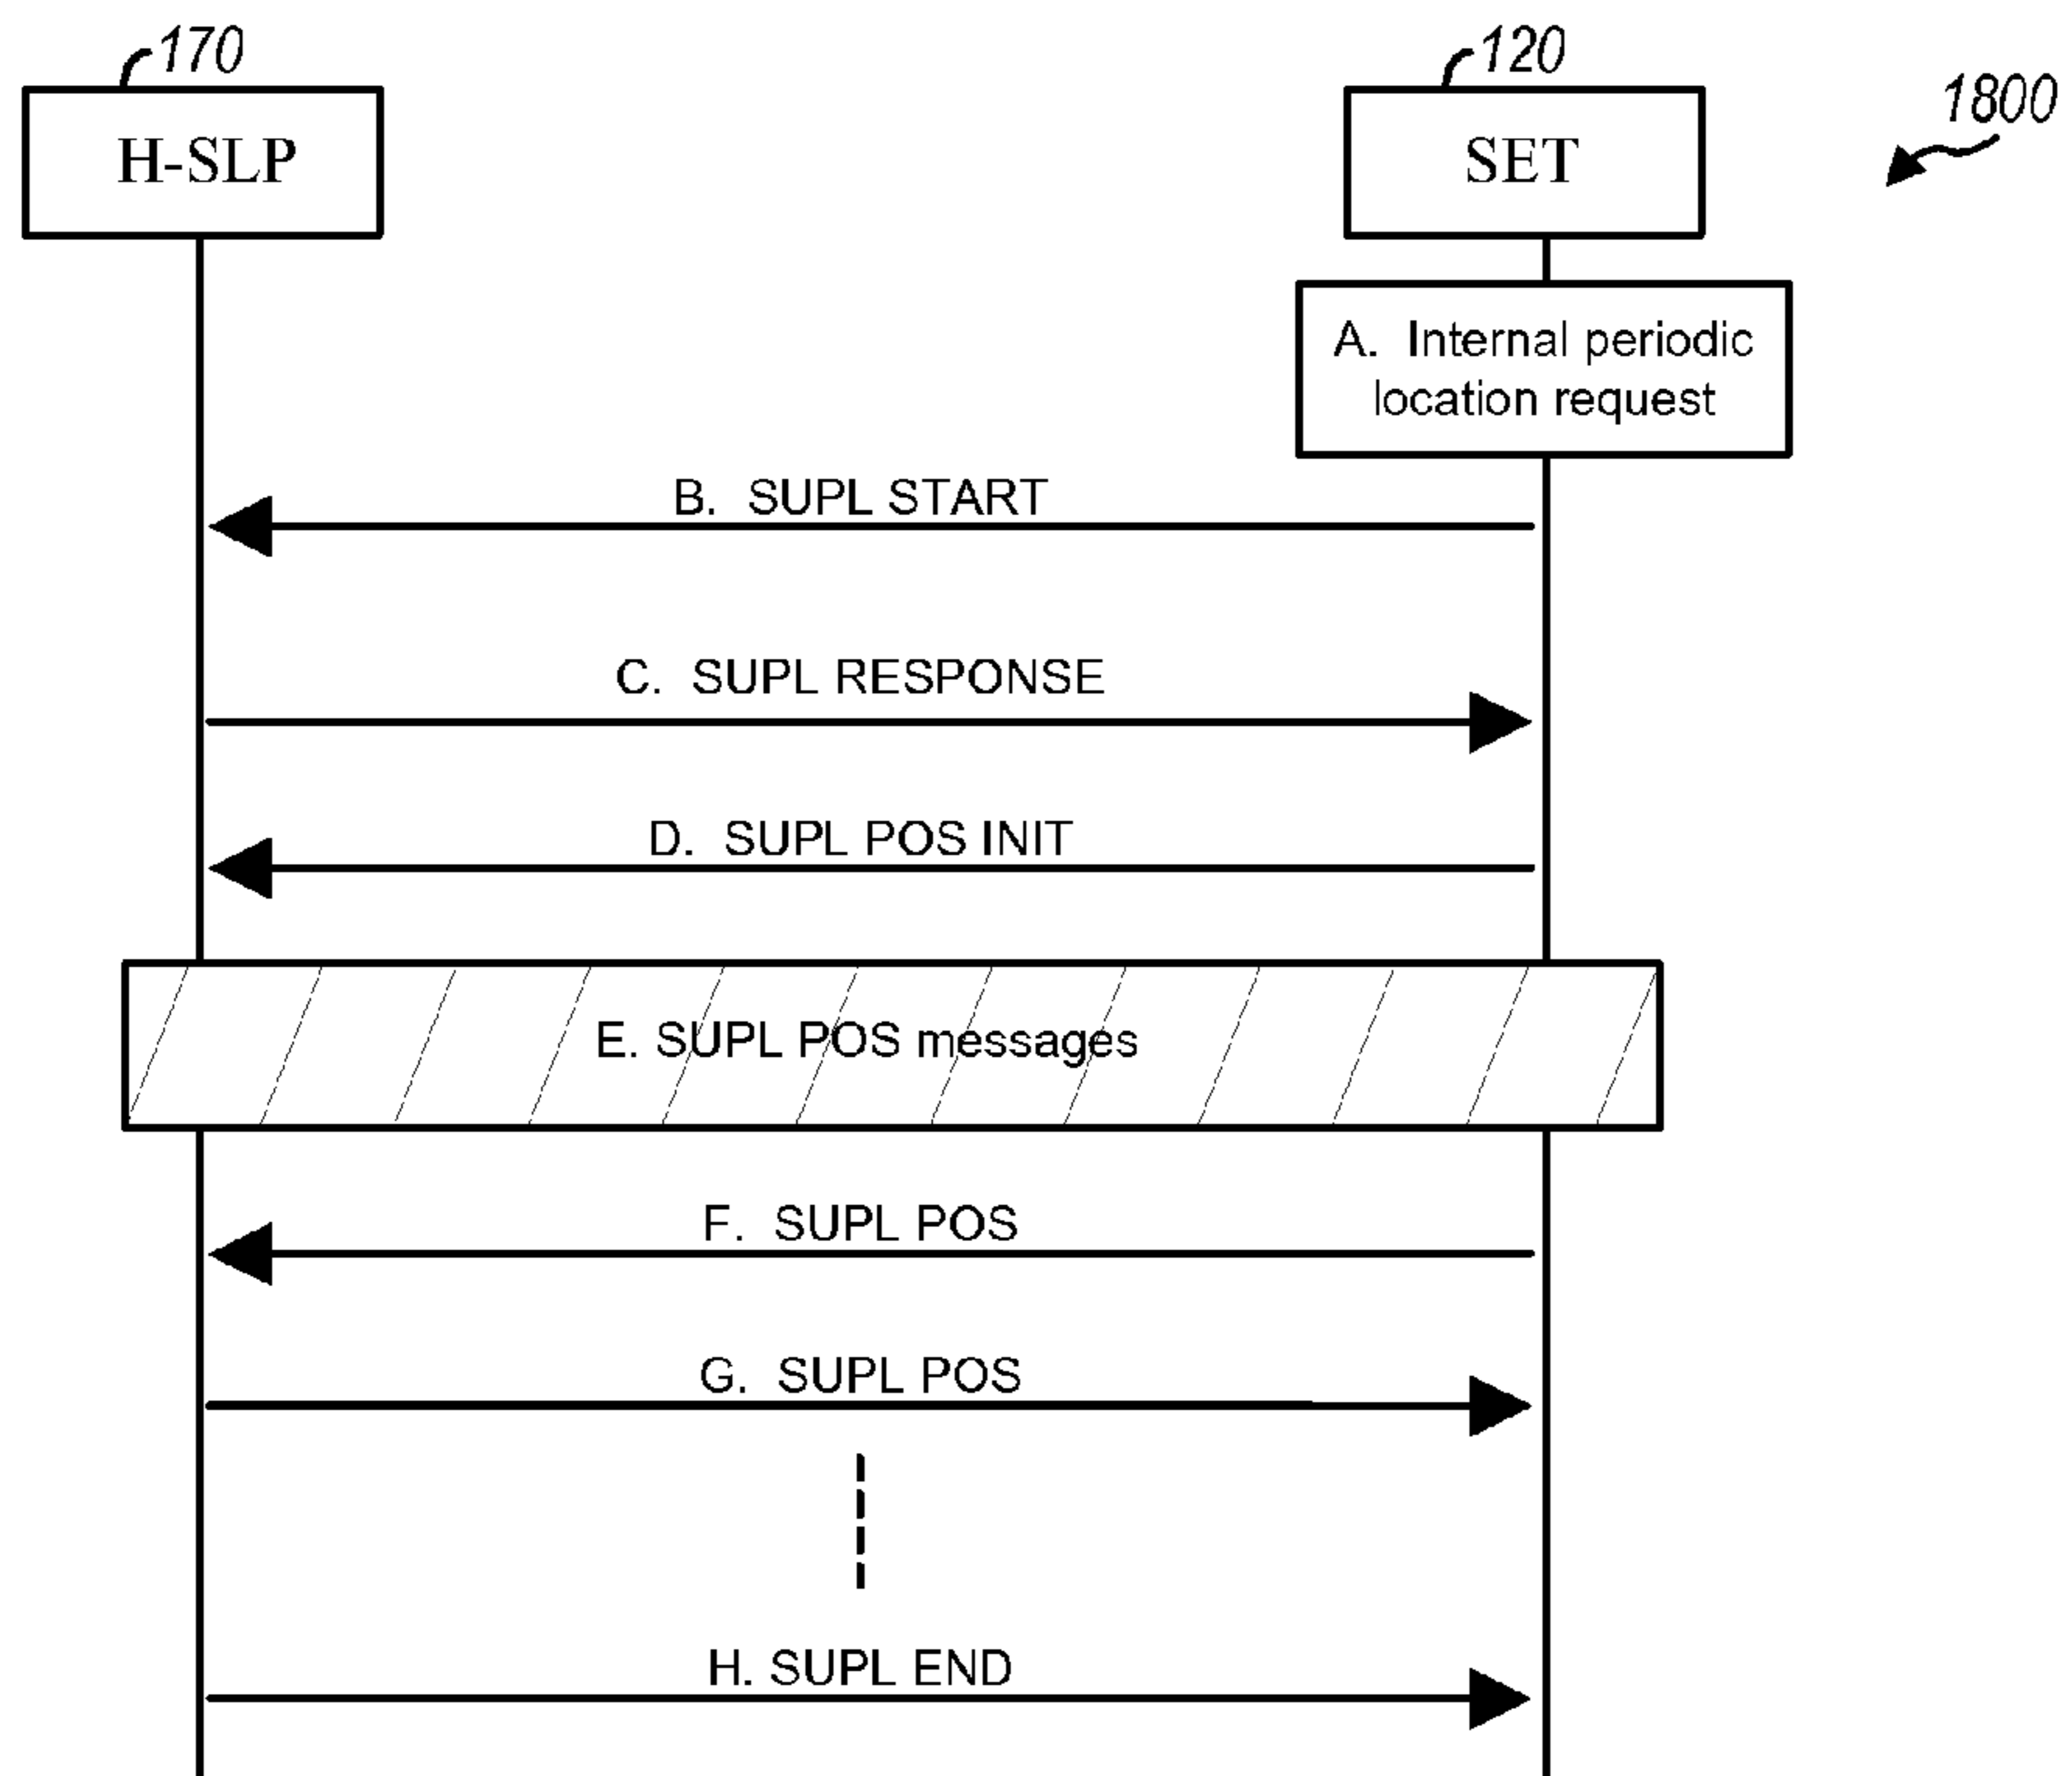 170
120
1800
H-SLP
SET
A. Internal periodic
location request
B. SUPL START
C. SUPL RESPONSE
D. SUPL POS INIT
E. SUPL POS messages
F. SUPL POS
G. SUPL POS
H. SUPL END